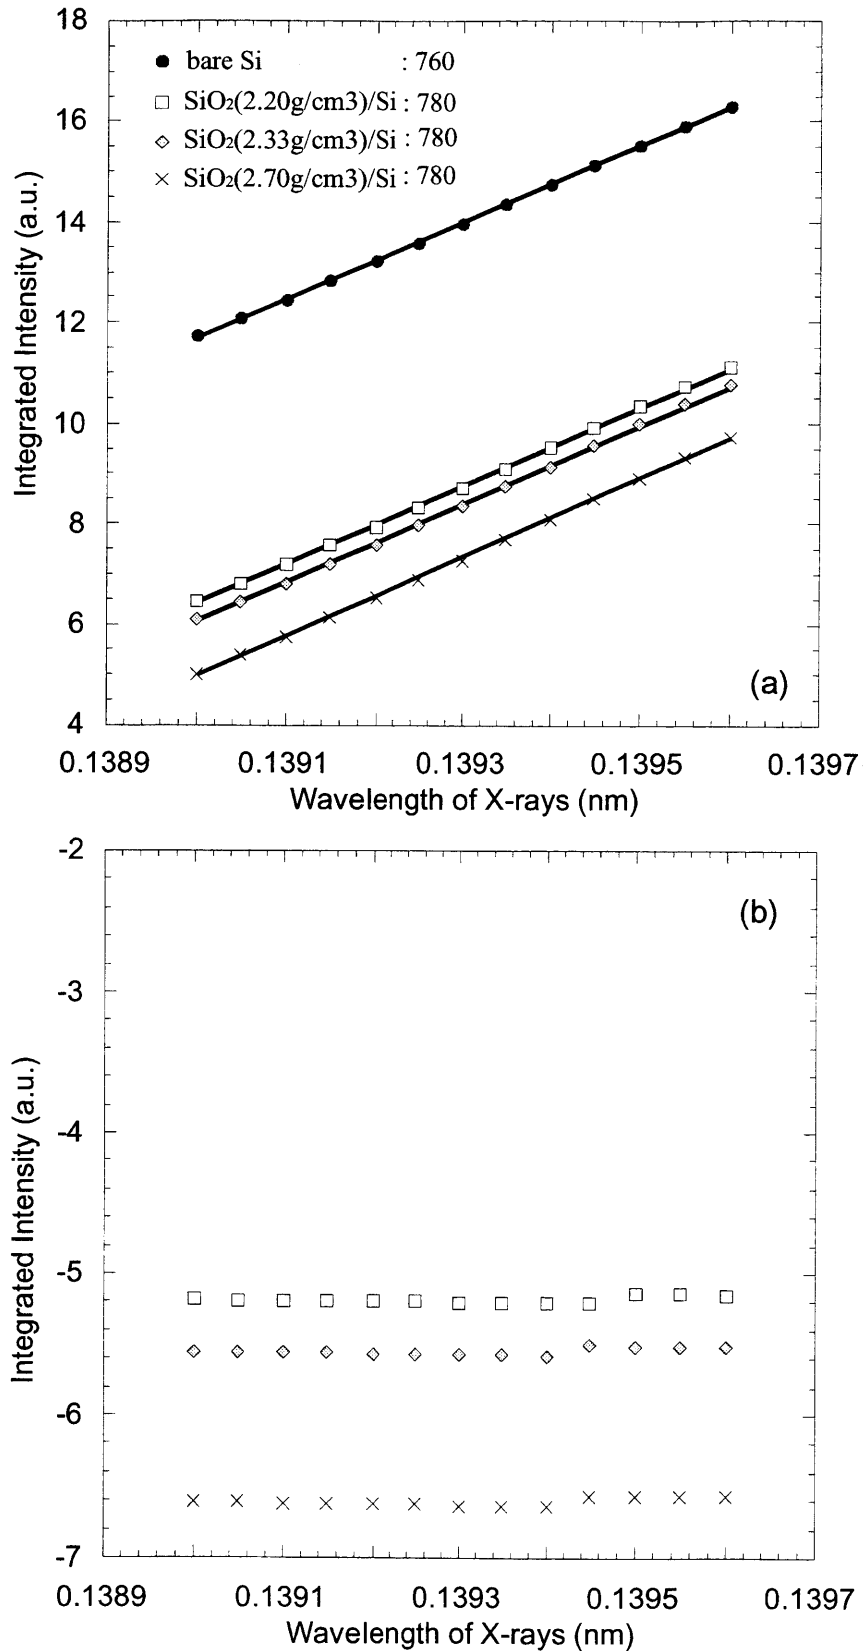 18
16
14
12
10
8
6
4
Integrated Intensity (a.u.)
bare Si : 760
SiO₂(2.20g/cm3)/Si : 780
SiO₂(2.33g/cm3)/Si : 780
SiO₂(2.70g/cm3)/Si : 780
(a)
0.1389 0.1391 0.1393 0.1395 0.1397
Wavelength of X-rays (nm)
-2
-3
-4
-5
-6
-7
Integrated Intensity (a.u.)
(b)
0.1389 0.1391 0.1393 0.1395 0.1397
Wavelength of X-rays (nm)